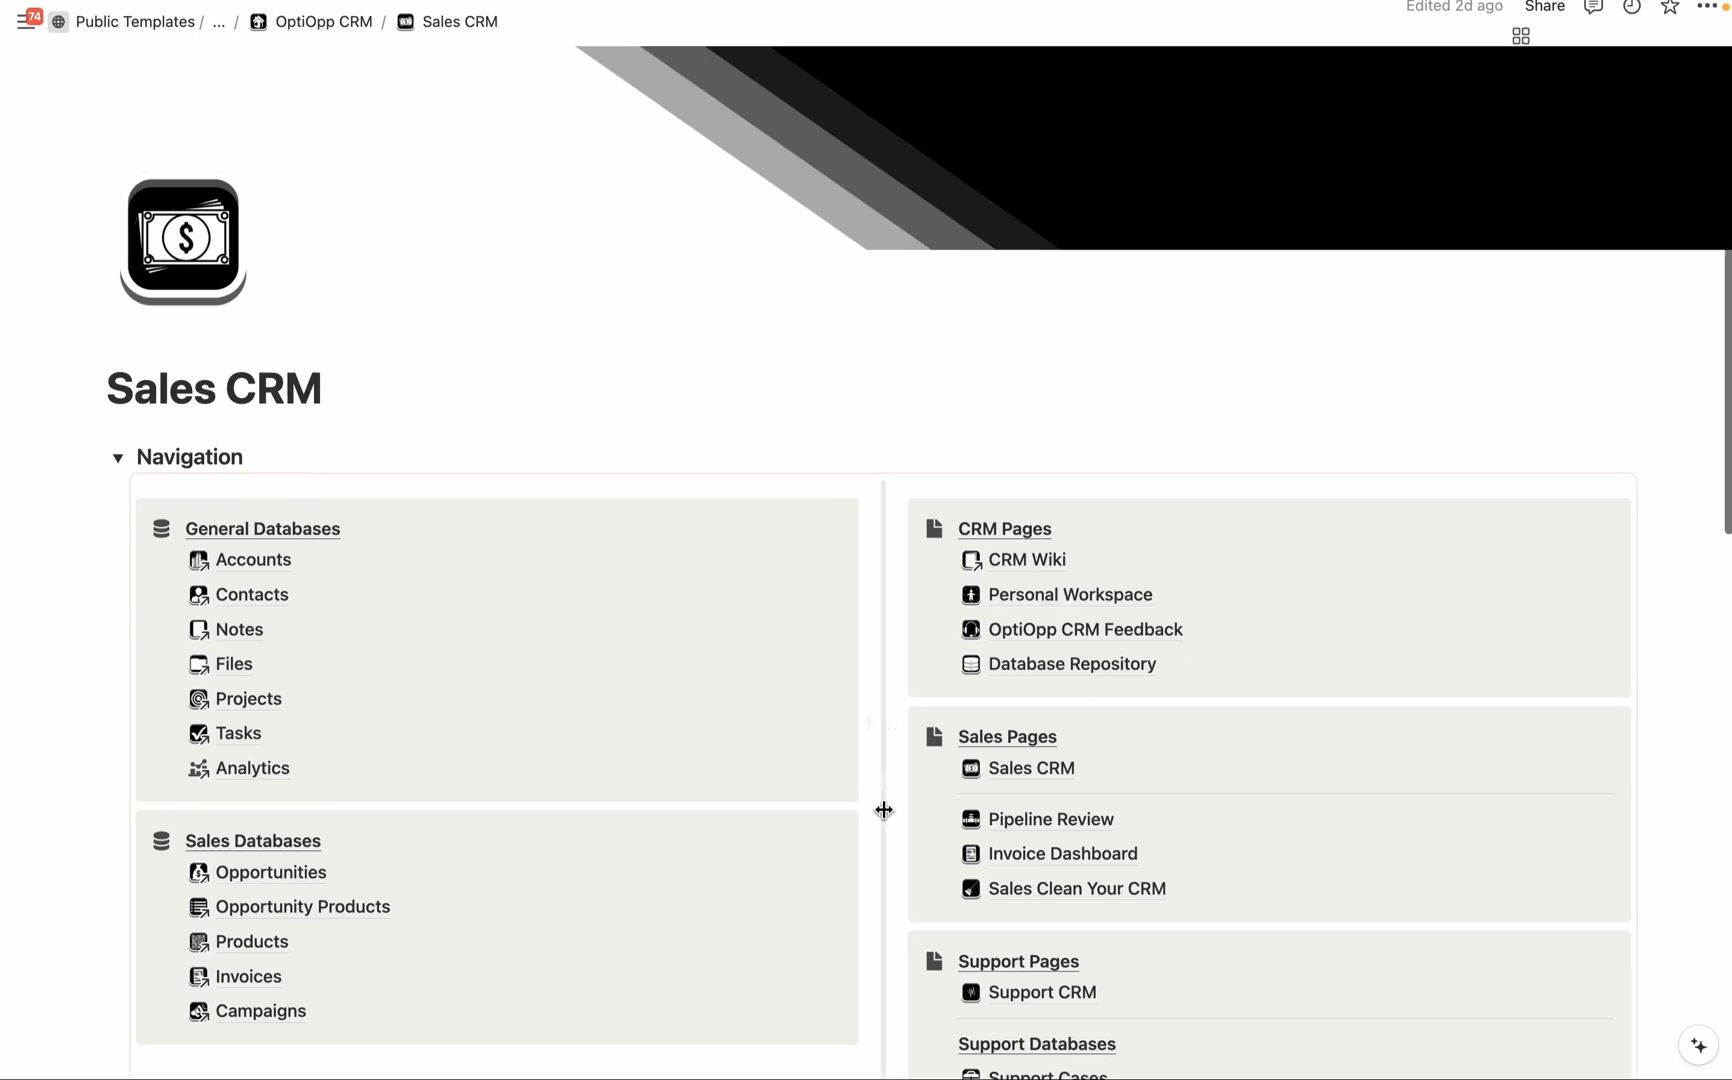 74
Public Templates / ... / OptiOpp CRM / Sales CRM
Edited 2d ago Share
$
Sales CRM
Navigation
General Databases
Accounts
Contacts
Notes
Files
Projects
Tasks
Analytics
Sales Databases
Opportunities
Opportunity Products
Products
Invoices
Campaigns
CRM Pages
CRM Wiki
Personal Workspace
OptiOpp CRM Feedback
Database Repository
Sales Pages
Sales CRM
Pipeline Review
Invoice Dashboard
Sales Clean Your CRM
Support Pages
Support CRM
Support Databases
Support Cases